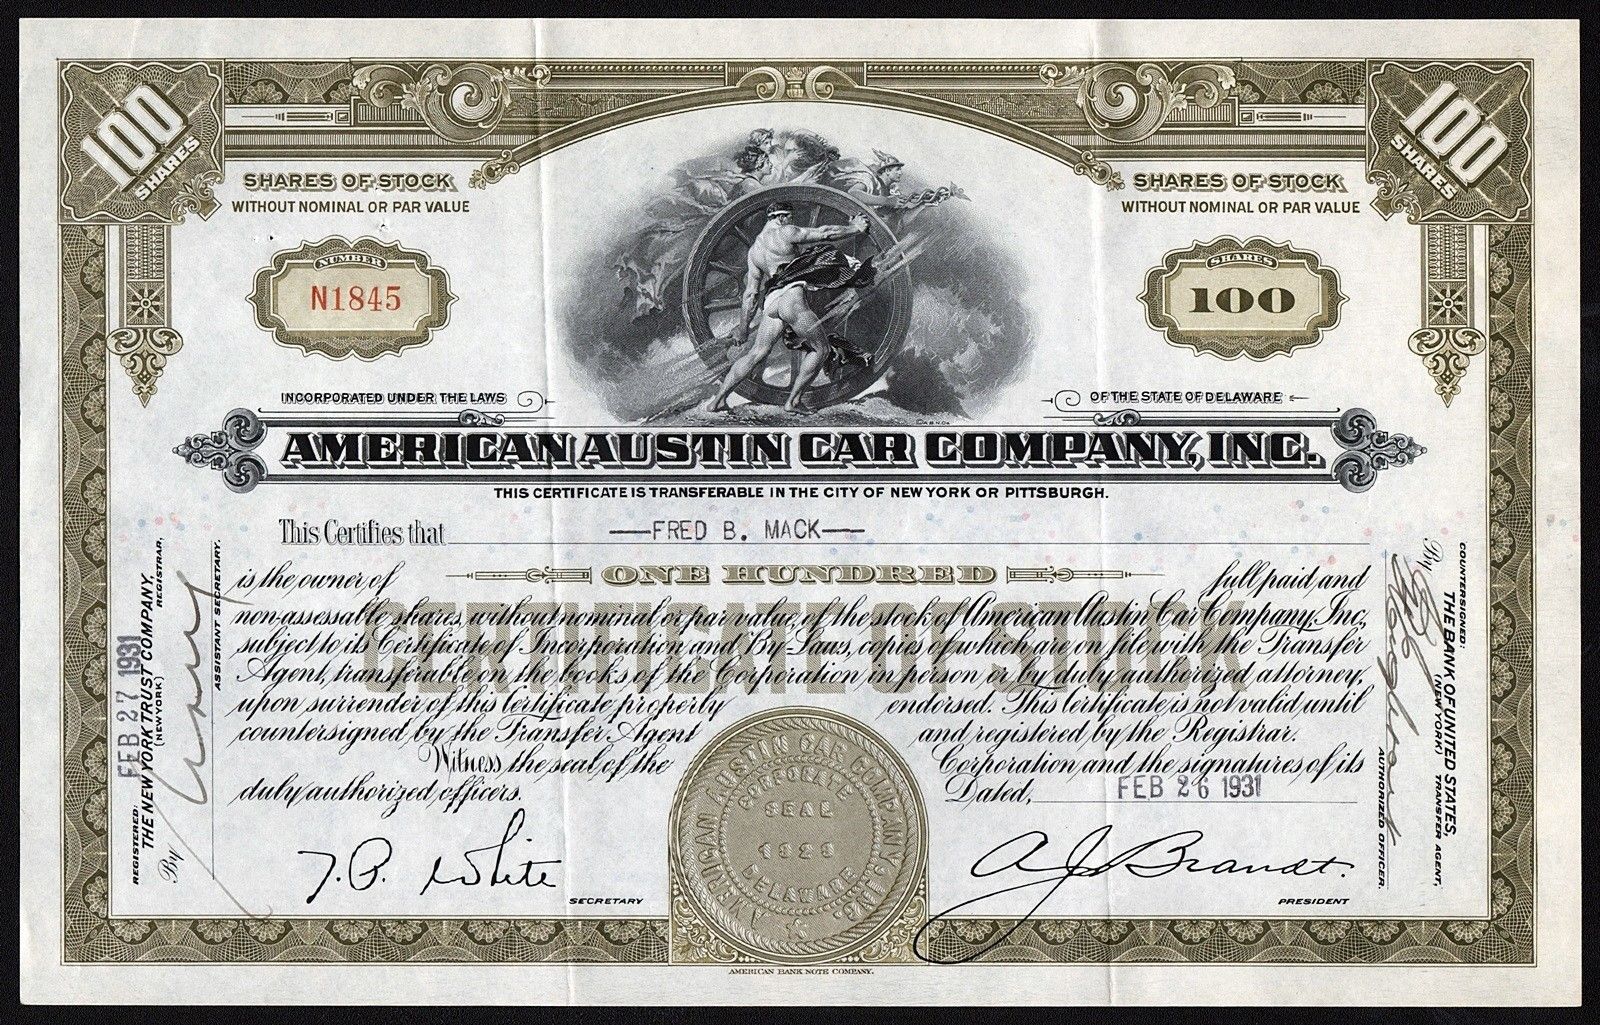 100 SHARES
100 SHARES
SHARES OF STOCK
WITHOUT NOMINAL OR PAR VALUE
SHARES OF STOCK
WITHOUT NOMINAL OR PAR VALUE
NUMBER
N1845
SHARES
100
INCORPORATED UNDER THE LAWS
OF THE STATE OF DELAWARE
AMERICAN AUSTIN CAR COMPANY, INC.
THIS CERTIFICATE IS TRANSFERABLE IN THE CITY OF NEW YORK OR PITTSBURGH.
This Certifies that —FRED B. MACK—
is the owner of ONE HUNDRED full paid and
non-assessable shares, without nominal or par value, of the stock of American Austin Car Company, Inc.,
subject to its Certificate of Incorporation and By-Laws, copies of which are on file with the Transfer
Agent, transferable on the books of the Corporation in person or by duly authorized attorney,
upon surrender of this Certificate properly endorsed. This certificate is not valid until
countersigned by the Transfer Agent and registered by the Registrar.
Witness the seal of the Corporation and the signatures of its
duly authorized officers. Dated, FEB 26 1931
CERTIFICATE OF STOCK
AMERICAN AUSTIN CAR COMPANY, INC.
CORPORATE
SEAL
1929
DELAWARE
J.P. White
SECRETARY
A J Brandt.
PRESIDENT
REGISTERED: FEB 27 1931
THE NEW YORK TRUST COMPANY,
(NEW YORK) REGISTRAR,
By
ASSISTANT SECRETARY.
COUNTERSIGNED:
THE BANK OF UNITED STATES,
(NEW YORK) TRANSFER AGENT,
By
AUTHORIZED OFFICER.
AMERICAN BANK NOTE COMPANY.